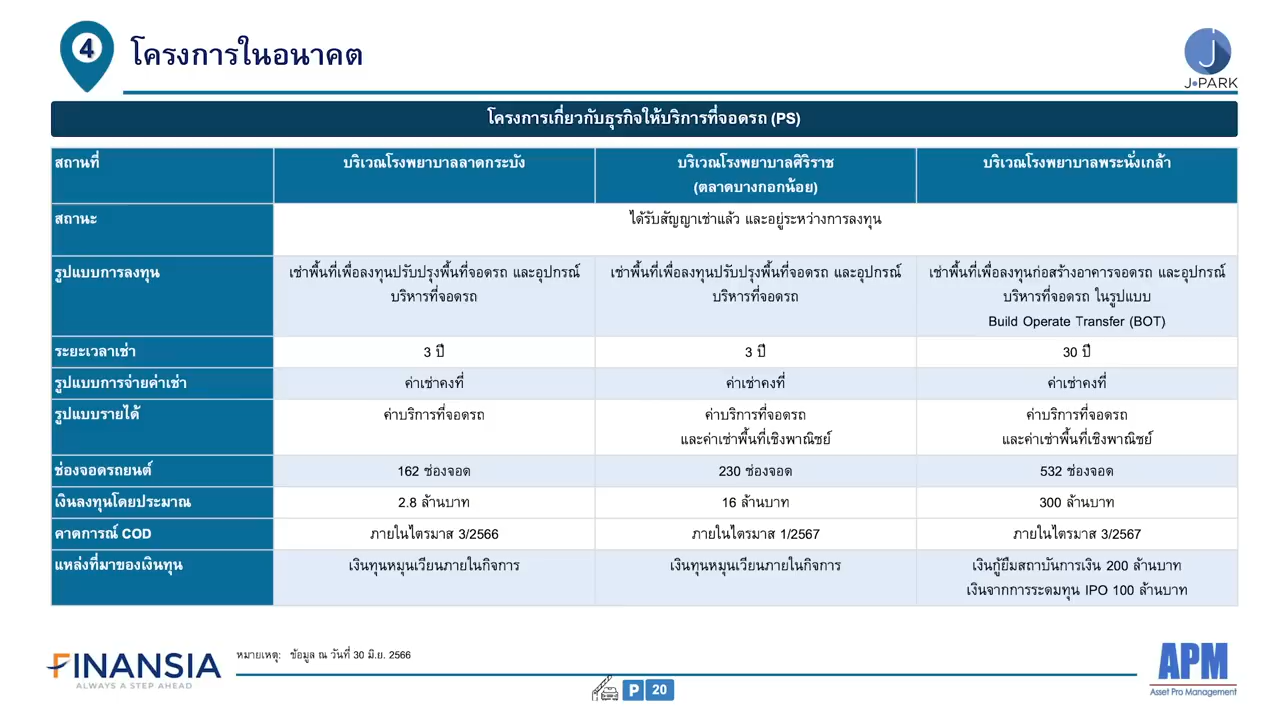 4
โครงการในอนาคต
J
J•PARK
โครงการเกี่ยวกับธุรกิจให้บริการที่จอดรถ (PS)
สถานที่
บริเวณโรงพยาบาลลาดกระบัง
บริเวณโรงพยาบาลศิริราช
(ตลาดบางกอกน้อย)
บริเวณโรงพยาบาลพระนั่งเกล้า
สถานะ
ได้รับสัญญาเช่าแล้ว และอยู่ระหว่างการลงทุน
รูปแบบการลงทุน
เช่าพื้นที่เพื่อลงทุนปรับปรุงพื้นที่จอดรถ และอุปกรณ์
บริหารที่จอดรถ
เช่าพื้นที่เพื่อลงทุนปรับปรุงพื้นที่จอดรถ และอุปกรณ์
บริหารที่จอดรถ
เช่าพื้นที่เพื่อลงทุนก่อสร้างอาคารจอดรถ และอุปกรณ์
บริหารที่จอดรถ ในรูปแบบ
Build Operate Transfer (BOT)
ระยะเวลาเช่า
3 ปี
3 ปี
30 ปี
รูปแบบการจ่ายค่าเช่า
ค่าเช่าคงที่
ค่าเช่าคงที่
ค่าเช่าคงที่
รูปแบบรายได้
ค่าบริการที่จอดรถ
ค่าบริการที่จอดรถ
และค่าเช่าพื้นที่เชิงพาณิชย์
ค่าบริการที่จอดรถ
และค่าเช่าพื้นที่เชิงพาณิชย์
ช่องจอดรถยนต์
162 ช่องจอด
230 ช่องจอด
532 ช่องจอด
เงินลงทุนโดยประมาณ
2.8 ล้านบาท
16 ล้านบาท
300 ล้านบาท
คาดการณ์ COD
ภายในไตรมาส 3/2566
ภายในไตรมาส 1/2567
ภายในไตรมาส 3/2567
แหล่งที่มาของเงินทุน
เงินทุนหมุนเวียนภายในกิจการ
เงินทุนหมุนเวียนภายในกิจการ
เงินกู้ยืมสถาบันการเงิน 200 ล้านบาท
เงินจากการระดมทุน IPO 100 ล้านบาท
FINANSIA
ALWAYS A STEP AHEAD
หมายเหตุ: ข้อมูล ณ วันที่ 30 มิ.ย. 2566
P 20
APM
Asset Pro Management